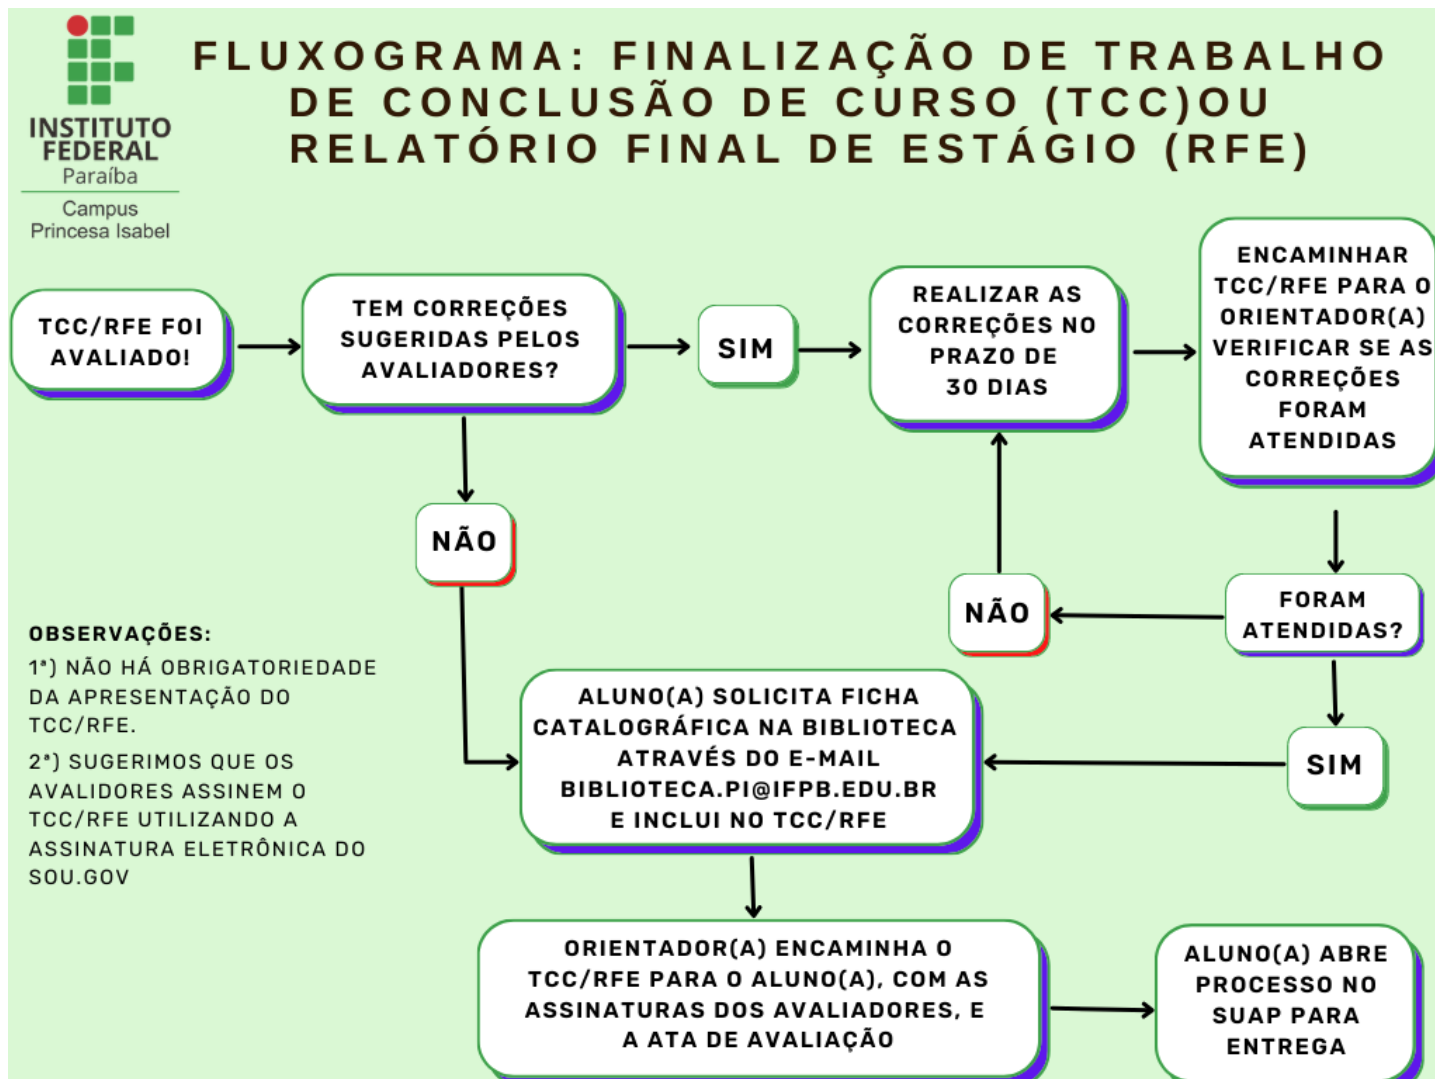 FLUXOGRAMA: FINALIZAÇÃO DE TRABALHO
DE CONCLUSÃO DE CURSO (TCC)OU
RELATÓRIO FINAL DE ESTÁGIO (RFE)
INSTITUTO
FEDERAL
Paraíba
Campus
Princesa Isabel
TCC/RFE FOI
AVALIADO!
TEM CORREÇÕES
SUGERIDAS PELOS
AVALIADORES?
SIM
REALIZAR AS
CORREÇÕES NO
PRAZO DE
30 DIAS
ENCAMINHAR
TCC/RFE PARA O
ORIENTADOR(A)
VERIFICAR SE AS
CORREÇÕES
FORAM
ATENDIDAS
NÃO
NÃO
FORAM
ATENDIDAS?
SIM
OBSERVAÇÕES:
1ª) NÃO HÁ OBRIGATORIEDADE
DA APRESENTAÇÃO DO
TCC/RFE.
2ª) SUGERIMOS QUE OS
AVALIDORES ASSINEM O
TCC/RFE UTILIZANDO A
ASSINATURA ELETRÔNICA DO
SOU.GOV
ALUNO(A) SOLICITA FICHA
CATALOGRÁFICA NA BIBLIOTECA
ATRAVÉS DO E-MAIL
BIBLIOTECA.PI@IFPB.EDU.BR
E INCLUI NO TCC/RFE
ORIENTADOR(A) ENCAMINHA O
TCC/RFE PARA O ALUNO(A), COM AS
ASSINATURAS DOS AVALIADORES, E
A ATA DE AVALIAÇÃO
ALUNO(A) ABRE
PROCESSO NO
SUAP PARA
ENTREGA